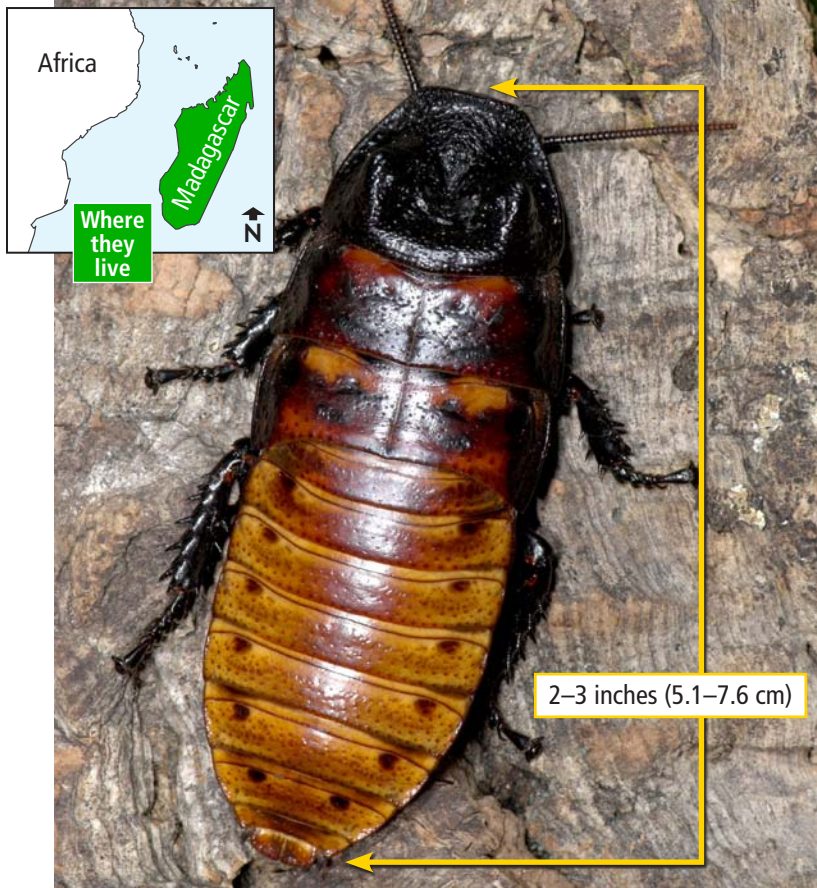 Africa
Madagascar
Where
they
live
N
2–3 inches (5.1–7.6 cm)